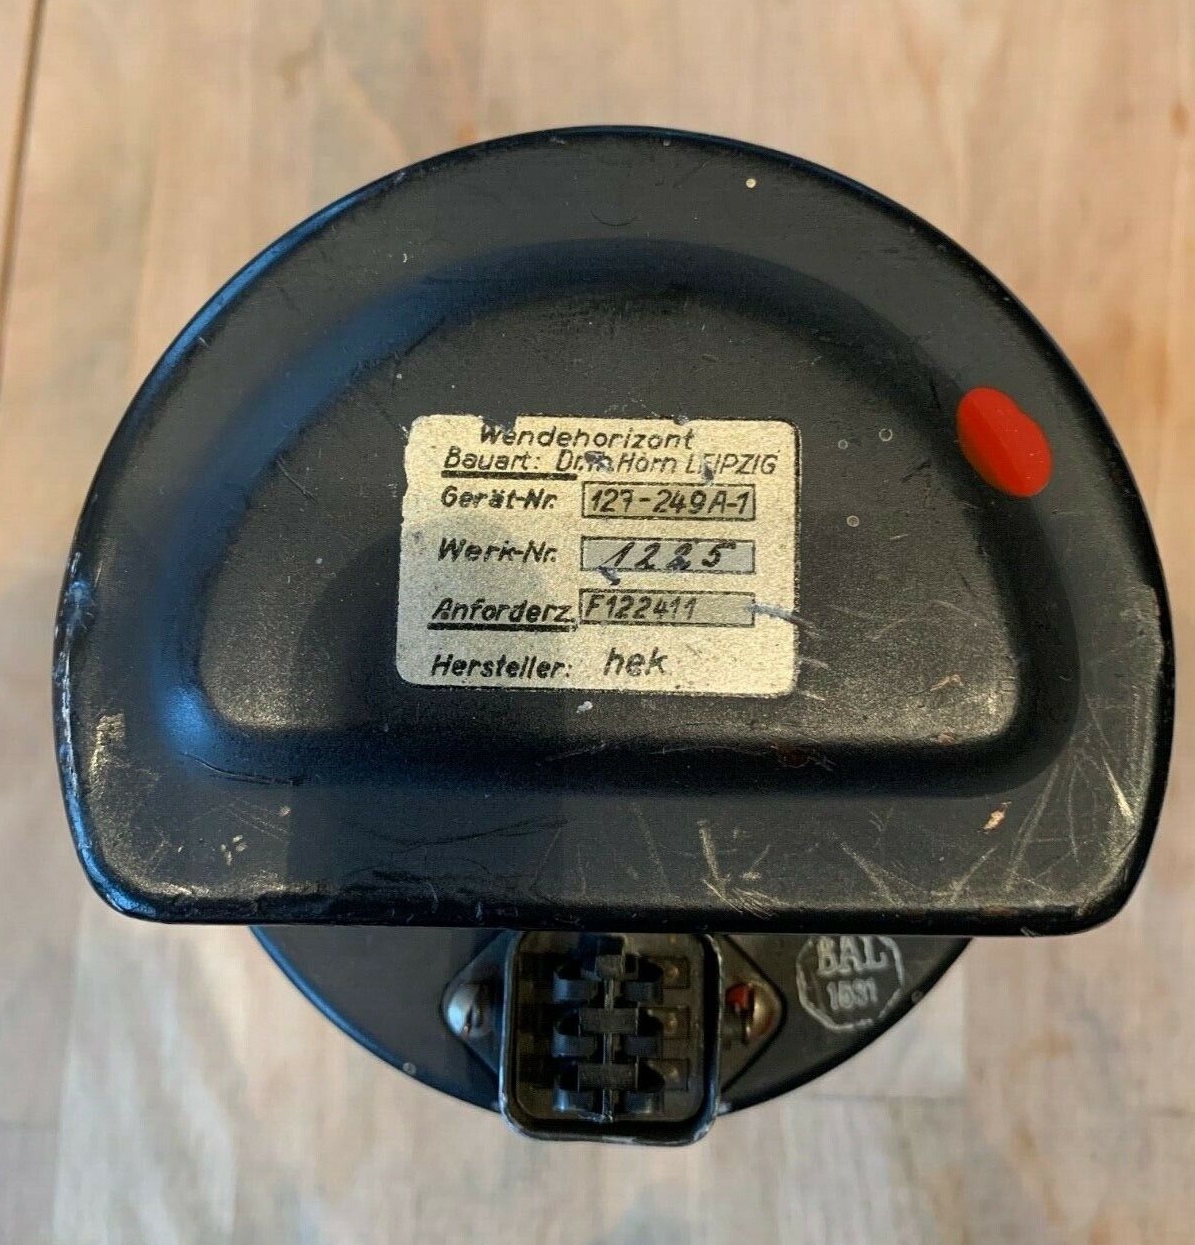 Wendehorizont
Bauart: Dr.Th.Horn LEIPZIG
Gerät-Nr. 127-249A-1
Werk-Nr. 1225
Anforderz. F122411
Hersteller: hek
BAL
1631